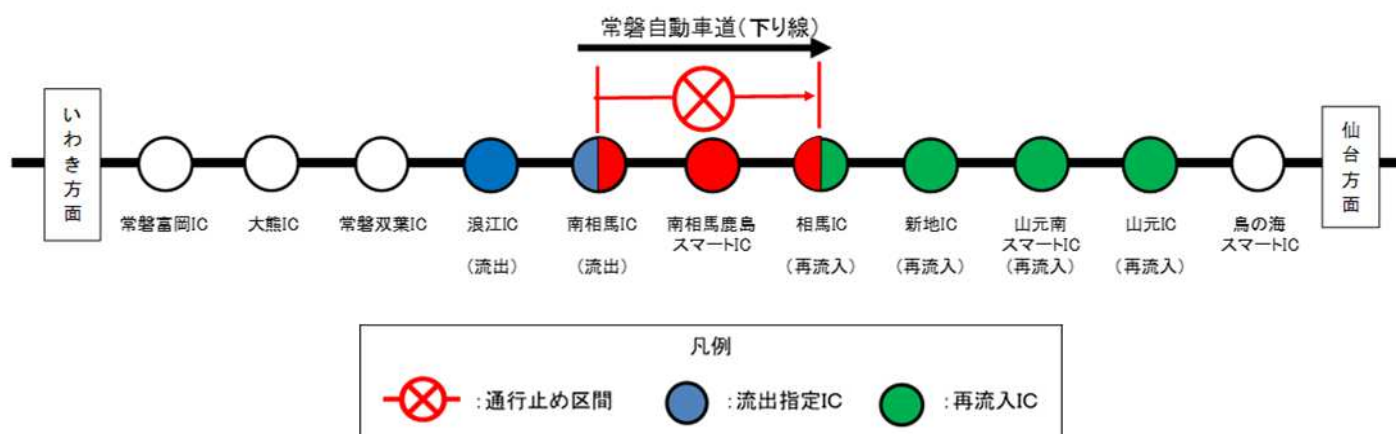 常磐自動車道(下り線)
いわき方面
仙台方面
常磐富岡IC
大熊IC
常磐双葉IC
浪江IC
(流出)
南相馬IC
(流出)
南相馬鹿島
スマートIC
相馬IC
(再流入)
新地IC
(再流入)
山元南
スマートIC
(再流入)
山元IC
(再流入)
鳥の海
スマートIC
凡例
:通行止め区間
:流出指定IC
:再流入IC